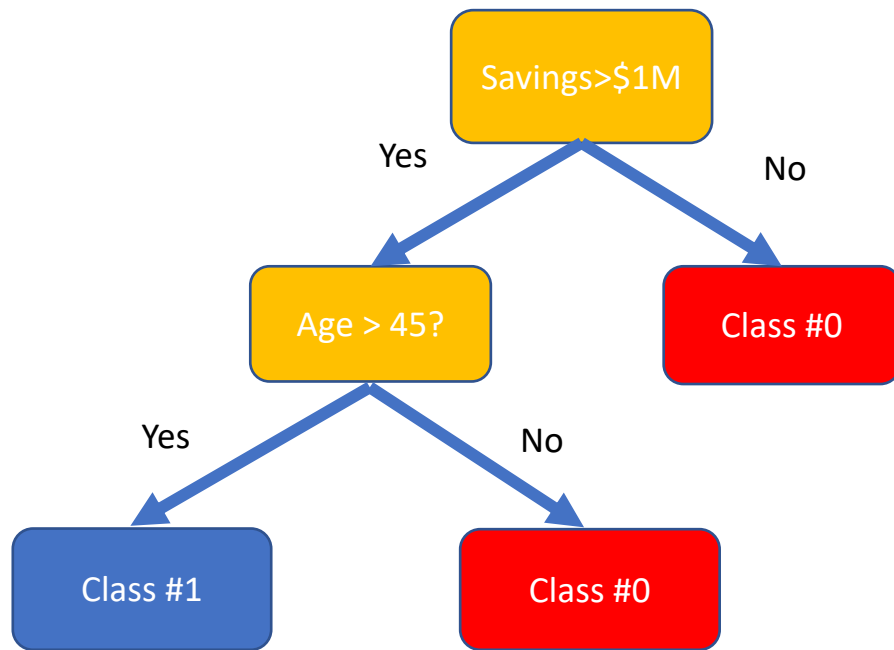 Savings>$1M
Yes
No
Age > 45?
Class #0
Yes
No
Class #1
Class #0